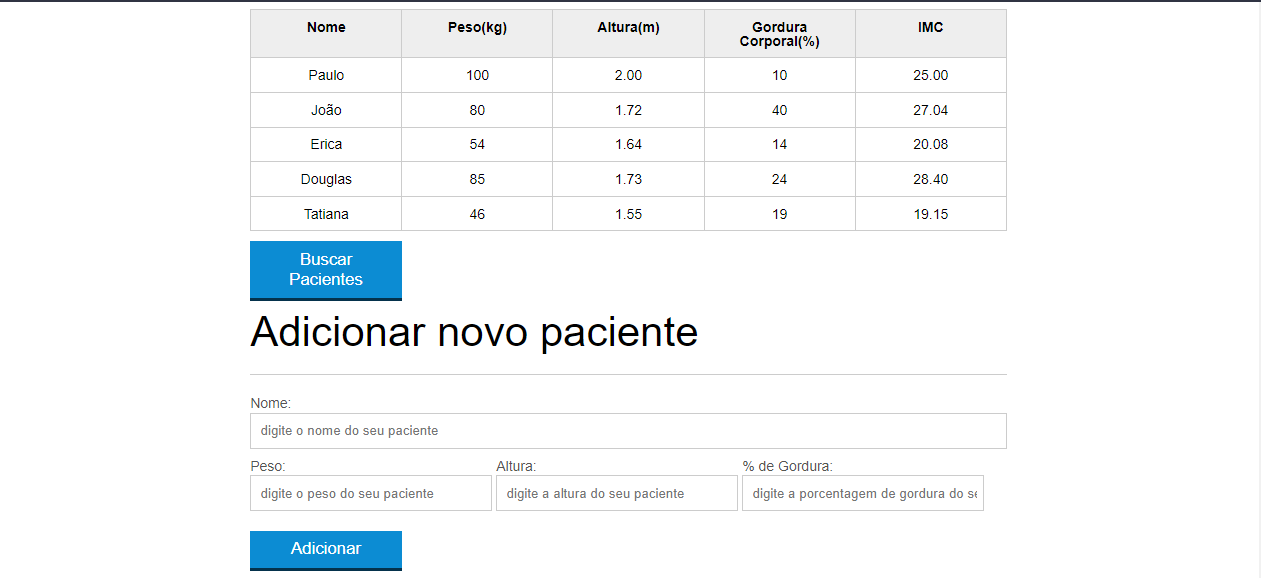 Nome Peso(kg) Altura(m) Gordura Corporal(%) IMC
Paulo 100 2.00 10 25.00
João 80 1.72 40 27.04
Erica 54 1.64 14 20.08
Douglas 85 1.73 24 28.40
Tatiana 46 1.55 19 19.15
Buscar
Pacientes
Adicionar novo paciente
Nome:
digite o nome do seu paciente
Peso: Altura: % de Gordura:
digite o peso do seu paciente digite a altura do seu paciente digite a porcentagem de gordura do se
Adicionar